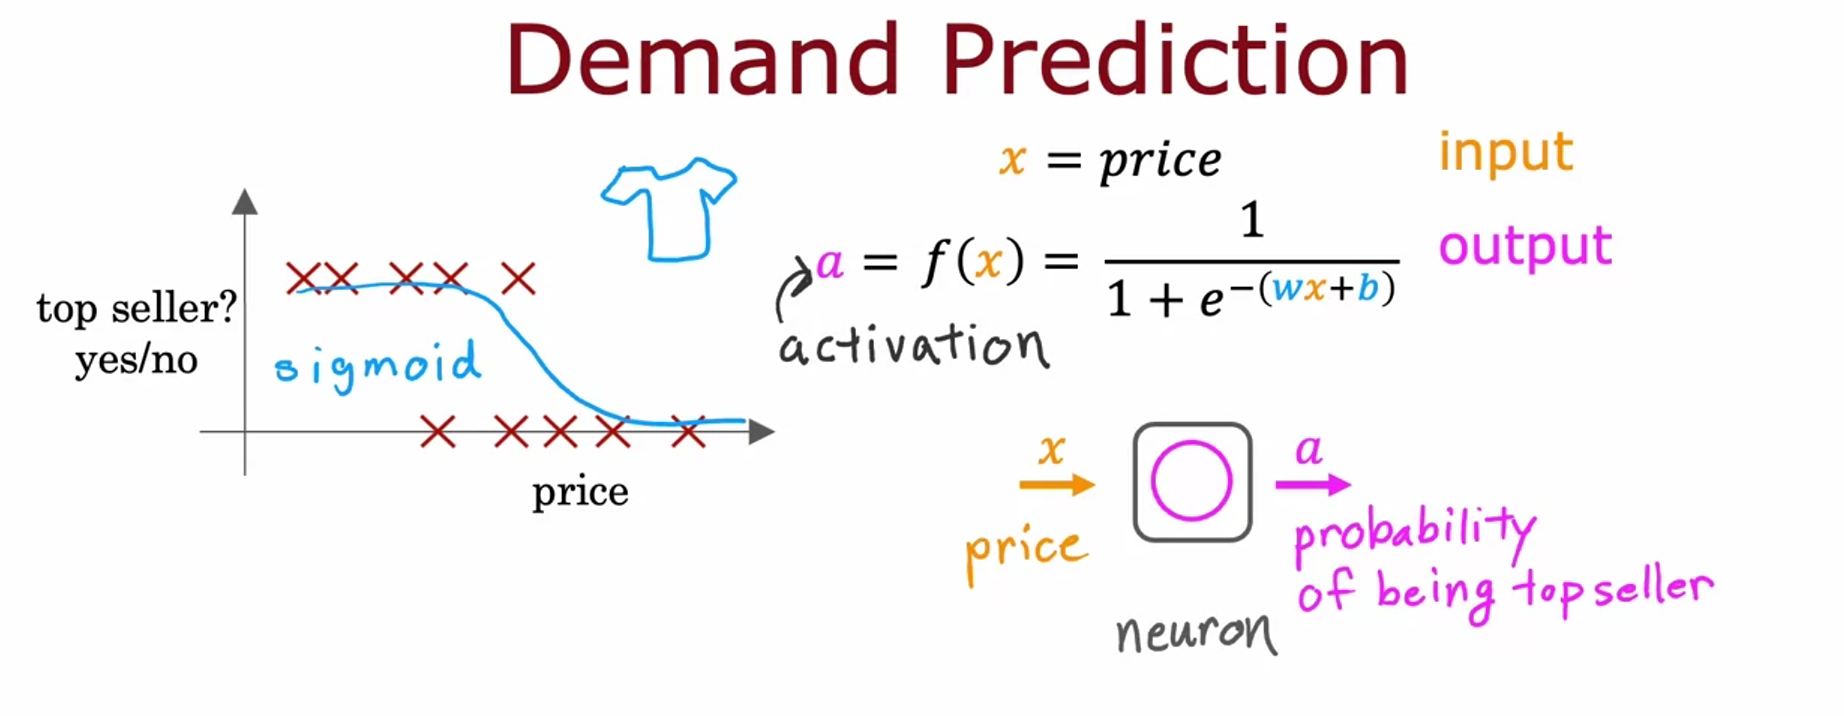 Demand Prediction
x = price
input
a = f(x) = 1 / (1 + e^−(wx+b))
output
activation
top seller?
yes/no
sigmoid
price
x
price
neuron
a
probability
of being top seller